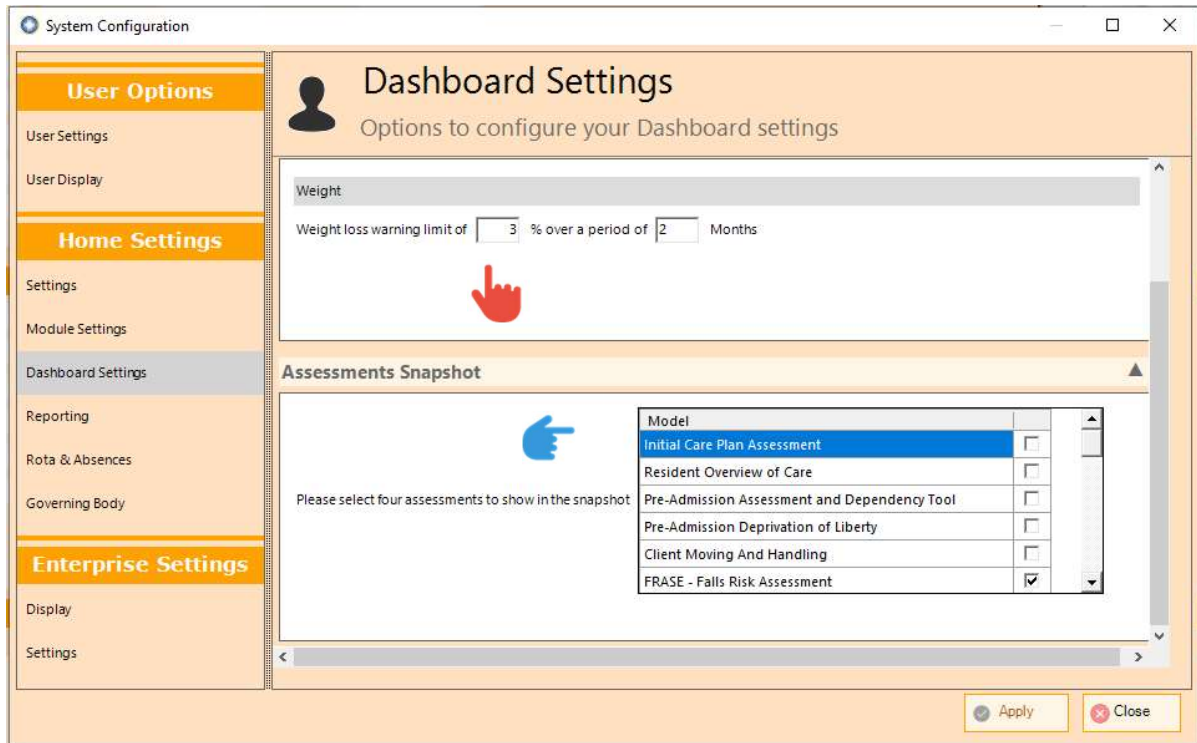 System Configuration
User Options
User Settings
User Display
Home Settings
Settings
Module Settings
Dashboard Settings
Reporting
Rota & Absences
Governing Body
Enterprise Settings
Display
Settings
Dashboard Settings
Options to configure your Dashboard settings
Weight
Weight loss warning limit of 3 % over a period of 2 Months
Assessments Snapshot
Please select four assessments to show in the snapshot
Model
Initial Care Plan Assessment
Resident Overview of Care
Pre-Admission Assessment and Dependency Tool
Pre-Admission Deprivation of Liberty
Client Moving And Handling
FRASE - Falls Risk Assessment
Apply
Close